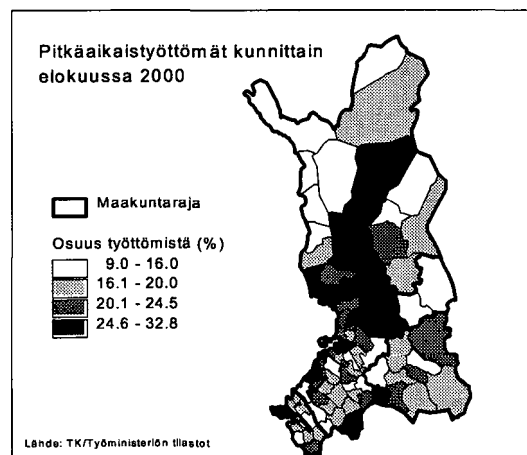 Pitkäaikaistyöttömät kunnittain
elokuussa 2000
Maakuntaraja
Osuus työttömistä (%)
9.0 - 16.0
16.1 - 20.0
20.1 - 24.5
24.6 - 32.8
Lähde: TK/Työministeriön tilastot